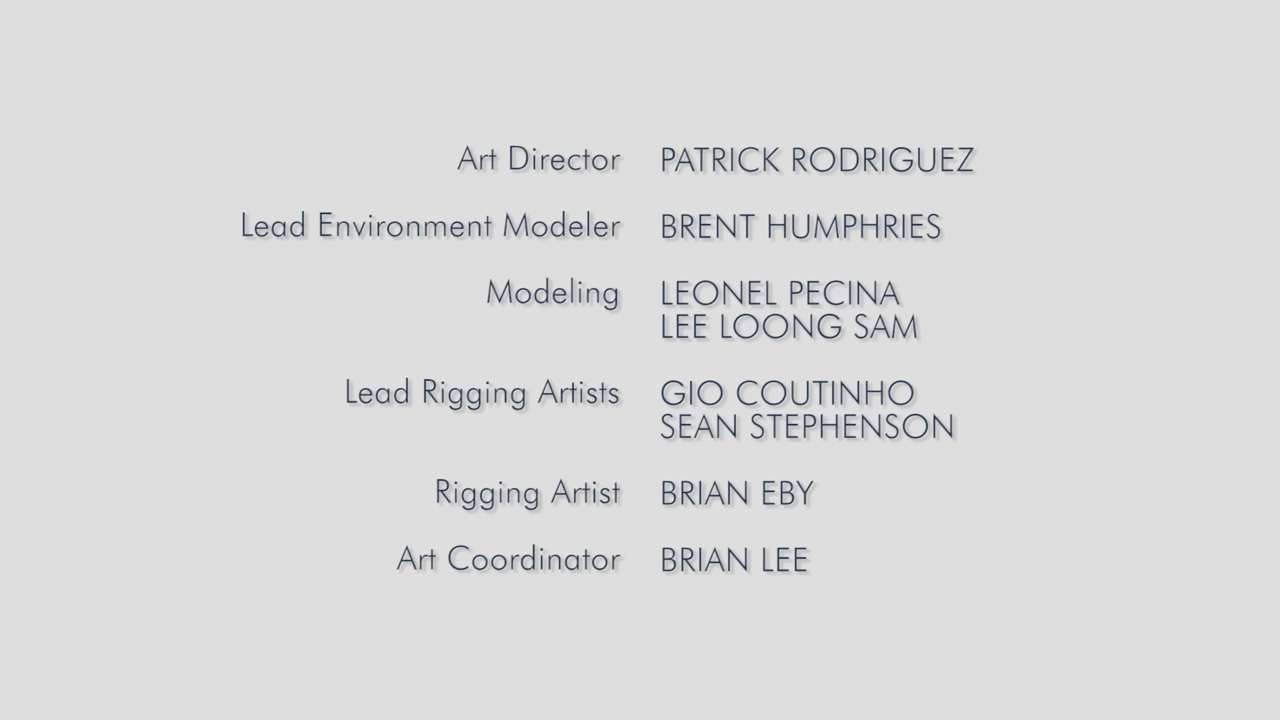 Art Director PATRICK RODRIGUEZ
Lead Environment Modeler BRENT HUMPHRIES
Modeling LEONEL PECINA
LEE LOONG SAM
Lead Rigging Artists GIO COUTINHO
SEAN STEPHENSON
Rigging Artist BRIAN EBY
Art Coordinator BRIAN LEE